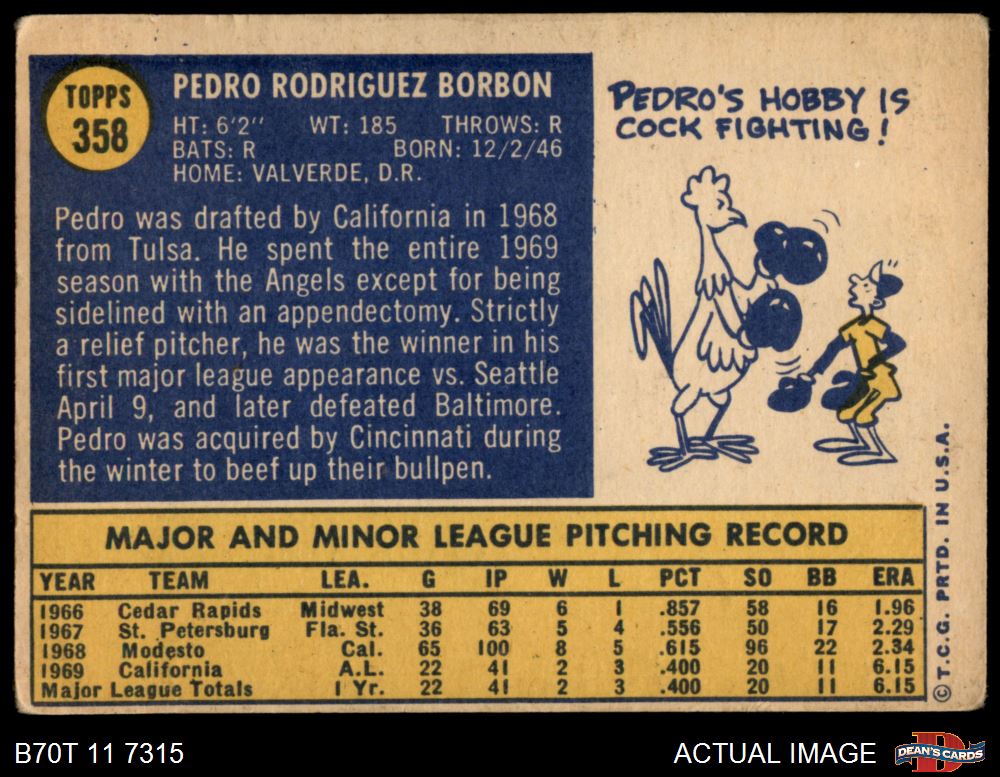 TOPPS
358
PEDRO RODRIGUEZ BORBON
HT: 6'2" WT: 185 THROWS: R
BATS: R BORN: 12/2/46
HOME: VALVERDE, D.R.
Pedro was drafted by California in 1968
from Tulsa. He spent the entire 1969
season with the Angels except for being
sidelined with an appendectomy. Strictly
a relief pitcher, he was the winner in his
first major league appearance vs. Seattle
April 9, and later defeated Baltimore.
Pedro was acquired by Cincinnati during
the winter to beef up their bullpen.
PEDRO'S HOBBY IS
COCK FIGHTING!
MAJOR AND MINOR LEAGUE PITCHING RECORD
YEAR TEAM LEA. G IP W L PCT SO BB ERA
1966 Cedar Rapids Midwest 38 69 6 1 .857 58 16 1.96
1967 St. Petersburg Fla. St. 36 63 5 4 .556 50 17 2.29
1968 Modesto Cal. 65 100 8 5 .615 96 22 2.34
1969 California A.L. 22 41 2 3 .400 20 11 6.15
Major League Totals 1 Yr. 22 41 2 3 .400 20 11 6.15
© T.C.G. PRTD. IN U.S.A.
B70T 11 7315
ACTUAL IMAGE
D
DEAN'S CARDS